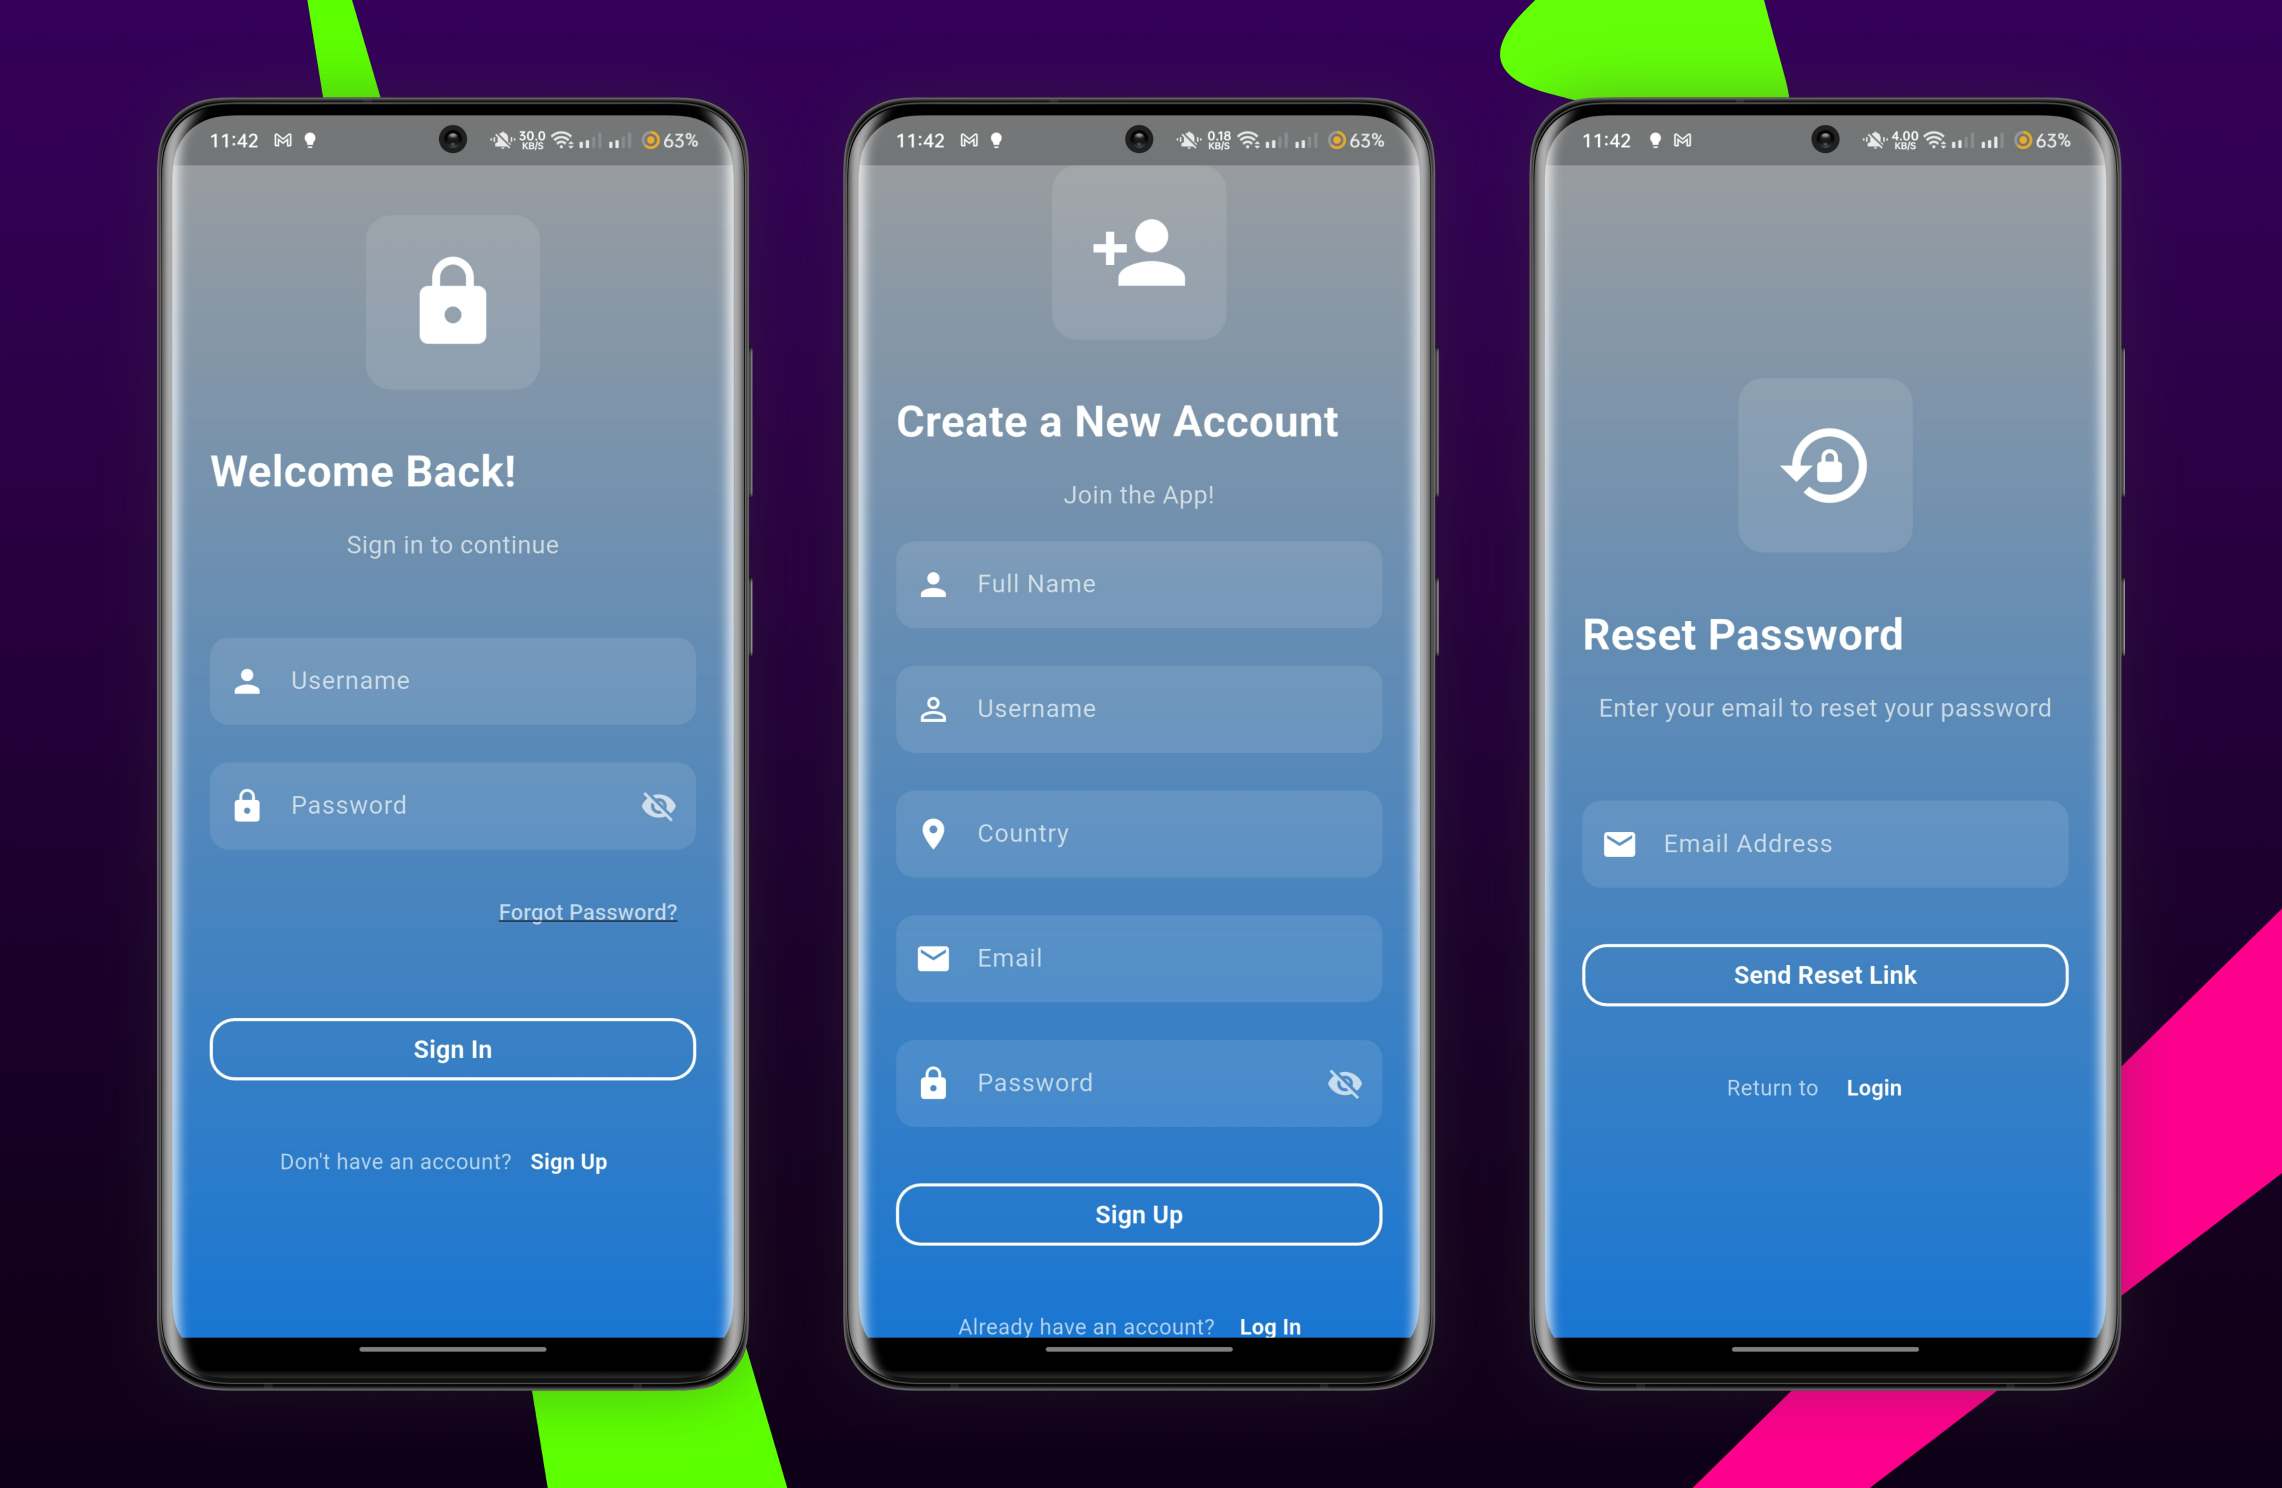 11:42 30.0 KB/S 63%
Welcome Back!
Sign in to continue
Username
Password
Forgot Password?
Sign In
Don't have an account? Sign Up
11:42 0.18 KB/S 63%
Create a New Account
Join the App!
Full Name
Username
Country
Email
Password
Sign Up
Already have an account? Log In
11:42 4.00 KB/S 63%
Reset Password
Enter your email to reset your password
Email Address
Send Reset Link
Return to Login